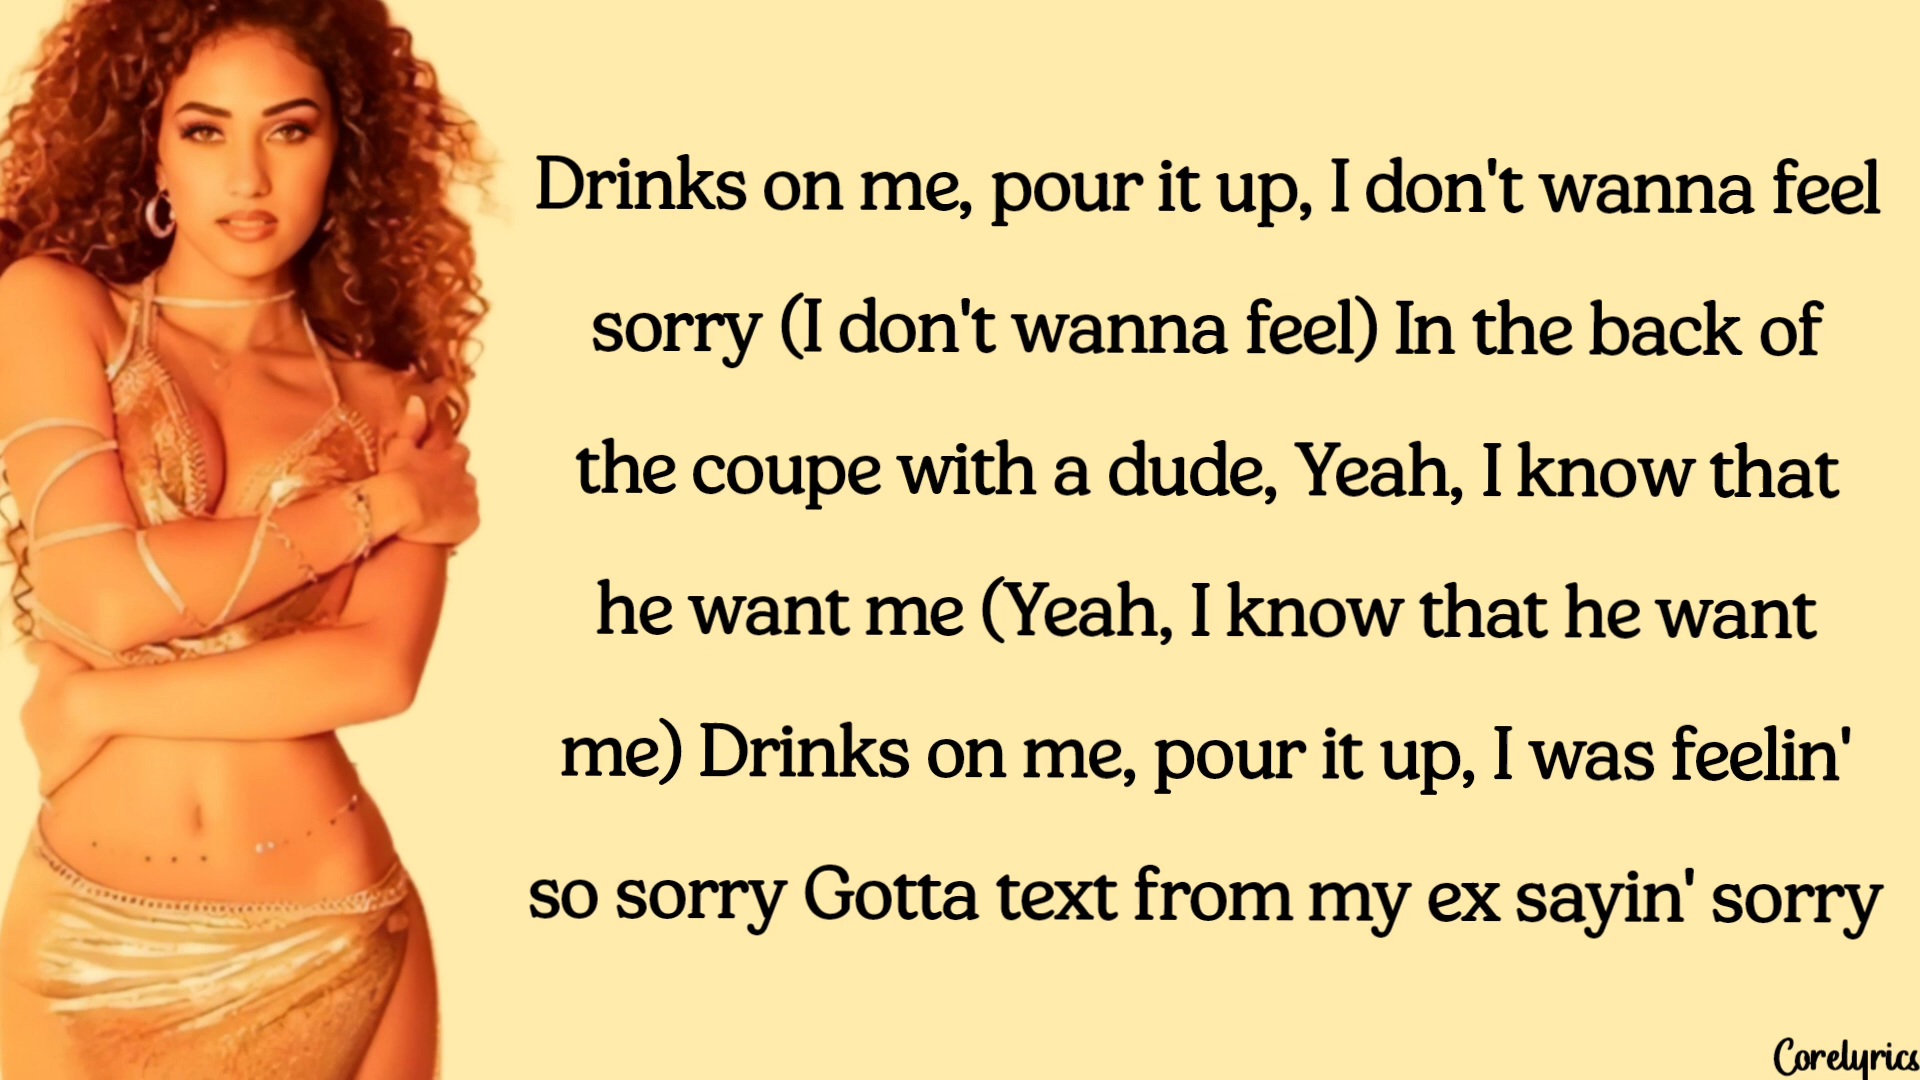 Drinks on me, pour it up, I don't wanna feel
sorry (I don't wanna feel) In the back of
the coupe with a dude, Yeah, I know that
he want me (Yeah, I know that he want
me) Drinks on me, pour it up, I was feelin'
so sorry Gotta text from my ex sayin' sorry
Corelyrics